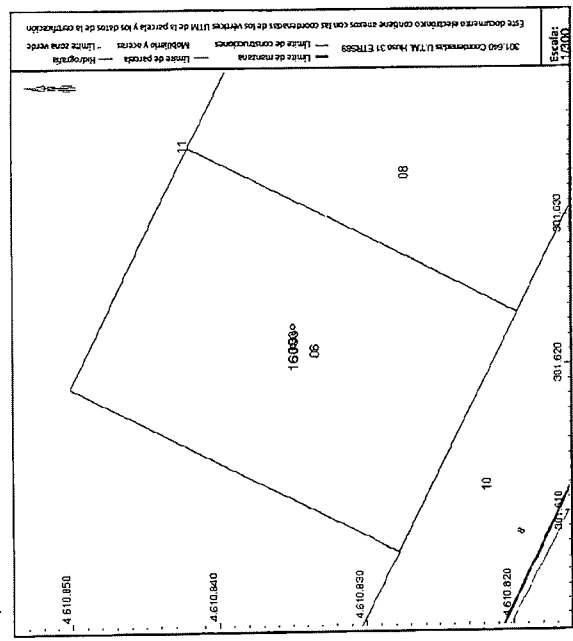 Este documento electrónico contiene anexos con las coordenadas de los vértices UTM de la parcela y los datos de la certificación
301.640 Coordenadas U.T.M. Huso 31 ETRS89
Límite de manzana
Límite de parcela
Hidrografía
Límite de construcciones
Mobiliario y aceras
Límite zona verde
Escala:
1/300
11
08
06
10
8
4.610.850
4.610.840
4.610.830
4.610.820
301.610
301.620
301.630